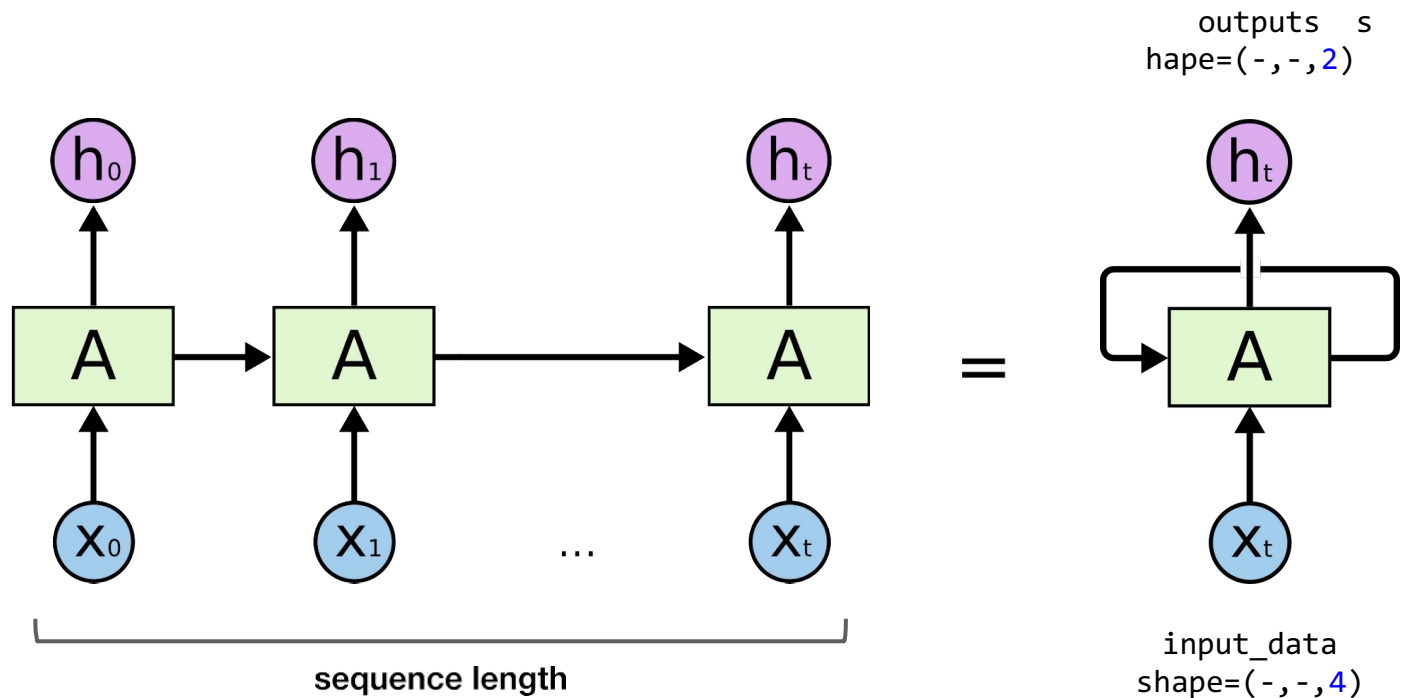 outputs s
hape=(-,-,2)
h0 h1 ht ht
A A A = A
x0 x1 ... xt xt
sequence length
input_data
shape=(-,-,4)